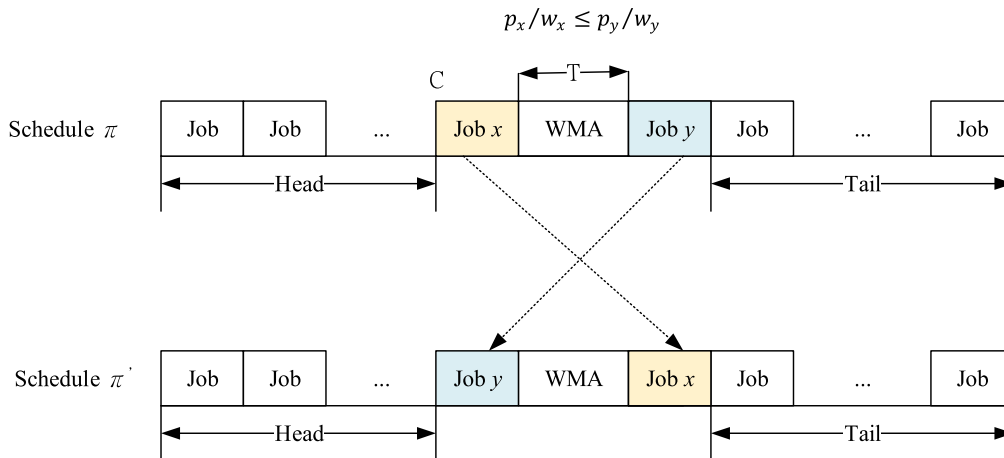 p_x/w_x ≤ p_y/w_y
C
T
Schedule π
Job Job ... Job x WMA Job y Job ... Job
Head Tail
Schedule π'
Job Job ... Job y WMA Job x Job ... Job
Head Tail